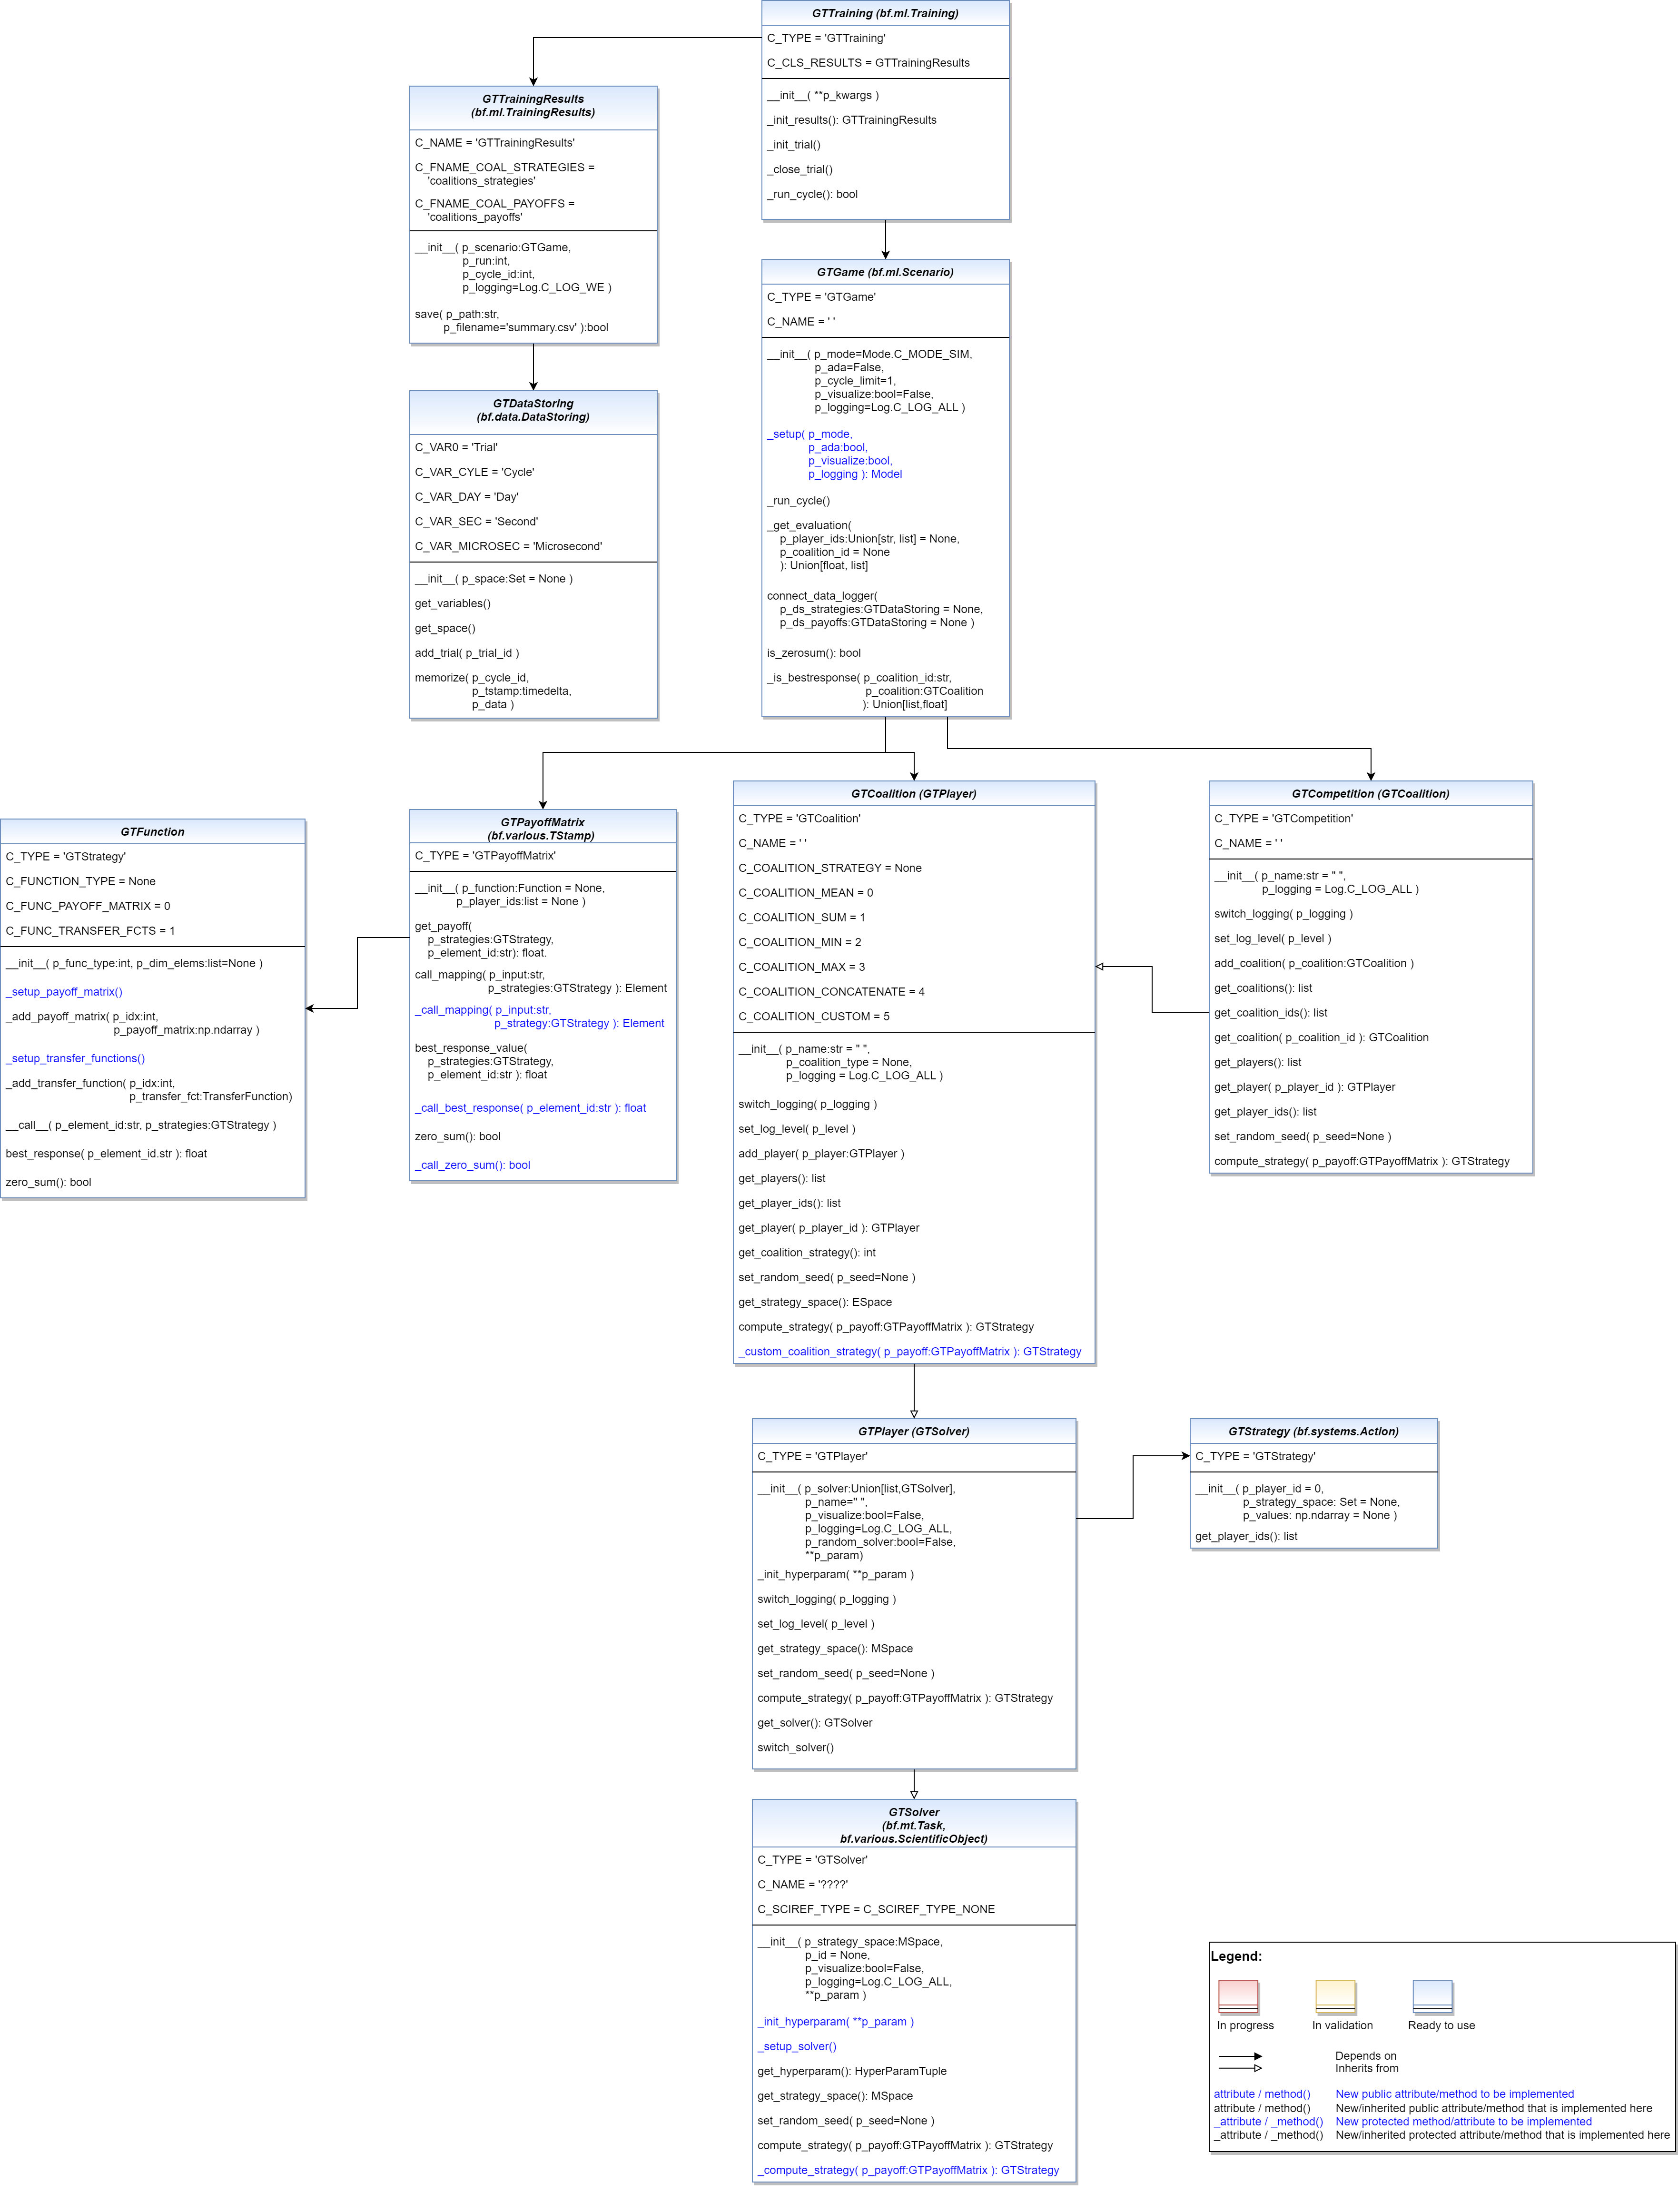 GTTraining (bf.ml.Training)
C_TYPE = 'GTTraining'
C_CLS_RESULTS = GTTrainingResults
__init__( **p_kwargs )
_init_results(): GTTrainingResults
_init_trial()
_close_trial()
_run_cycle(): bool
GTTrainingResults
(bf.ml.TrainingResults)
C_NAME = 'GTTrainingResults'
C_FNAME_COAL_STRATEGIES =
'coalitions_strategies'
C_FNAME_COAL_PAYOFFS =
'coalitions_payoffs'
__init__( p_scenario:GTGame,
p_run:int,
p_cycle_id:int,
p_logging=Log.C_LOG_WE )
save( p_path:str,
p_filename='summary.csv' ):bool
GTGame (bf.ml.Scenario)
C_TYPE = 'GTGame'
C_NAME = ' '
__init__( p_mode=Mode.C_MODE_SIM,
p_ada=False,
p_cycle_limit=1,
p_visualize:bool=False,
p_logging=Log.C_LOG_ALL )
_setup( p_mode,
p_ada:bool,
p_visualize:bool,
p_logging ): Model
_run_cycle()
_get_evaluation(
p_player_ids:Union[str, list] = None,
p_coalition_id = None
): Union[float, list]
connect_data_logger(
p_ds_strategies:GTDataStoring = None,
p_ds_payoffs:GTDataStoring = None )
is_zerosum(): bool
_is_bestresponse( p_coalition_id:str,
p_coalition:GTCoalition
): Union[list,float]
GTDataStoring
(bf.data.DataStoring)
C_VAR0 = 'Trial'
C_VAR_CYLE = 'Cycle'
C_VAR_DAY = 'Day'
C_VAR_SEC = 'Second'
C_VAR_MICROSEC = 'Microsecond'
__init__( p_space:Set = None )
get_variables()
get_space()
add_trial( p_trial_id )
memorize( p_cycle_id,
p_tstamp:timedelta,
p_data )
GTFunction
C_TYPE = 'GTStrategy'
C_FUNCTION_TYPE = None
C_FUNC_PAYOFF_MATRIX = 0
C_FUNC_TRANSFER_FCTS = 1
__init__( p_func_type:int, p_dim_elems:list=None )
_setup_payoff_matrix()
_add_payoff_matrix( p_idx:int,
p_payoff_matrix:np.ndarray )
_setup_transfer_functions()
_add_transfer_function( p_idx:int,
p_transfer_fct:TransferFunction)
__call__( p_element_id:str, p_strategies:GTStrategy )
best_response( p_element_id.str ): float
zero_sum(): bool
GTPayoffMatrix
(bf.various.TStamp)
C_TYPE = 'GTPayoffMatrix'
__init__( p_function:Function = None,
p_player_ids:list = None )
get_payoff(
p_strategies:GTStrategy,
p_element_id:str): float.
call_mapping( p_input:str,
p_strategies:GTStrategy ): Element
_call_mapping( p_input:str,
p_strategy:GTStrategy ): Element
best_response_value(
p_strategies:GTStrategy,
p_element_id:str ): float
_call_best_response( p_element_id:str ): float
zero_sum(): bool
_call_zero_sum(): bool
GTCoalition (GTPlayer)
C_TYPE = 'GTCoalition'
C_NAME = ' '
C_COALITION_STRATEGY = None
C_COALITION_MEAN = 0
C_COALITION_SUM = 1
C_COALITION_MIN = 2
C_COALITION_MAX = 3
C_COALITION_CONCATENATE = 4
C_COALITION_CUSTOM = 5
__init__( p_name:str = " ",
p_coalition_type = None,
p_logging = Log.C_LOG_ALL )
switch_logging( p_logging )
set_log_level( p_level )
add_player( p_player:GTPlayer )
get_players(): list
get_player_ids(): list
get_player( p_player_id ): GTPlayer
get_coalition_strategy(): int
set_random_seed( p_seed=None )
get_strategy_space(): ESpace
compute_strategy( p_payoff:GTPayoffMatrix ): GTStrategy
_custom_coalition_strategy( p_payoff:GTPayoffMatrix ): GTStrategy
GTCompetition (GTCoalition)
C_TYPE = 'GTCompetition'
C_NAME = ' '
__init__( p_name:str = " ",
p_logging = Log.C_LOG_ALL )
switch_logging( p_logging )
set_log_level( p_level )
add_coalition( p_coalition:GTCoalition )
get_coalitions(): list
get_coalition_ids(): list
get_coalition( p_coalition_id ): GTCoalition
get_players(): list
get_player( p_player_id ): GTPlayer
get_player_ids(): list
set_random_seed( p_seed=None )
compute_strategy( p_payoff:GTPayoffMatrix ): GTStrategy
GTPlayer (GTSolver)
C_TYPE = 'GTPlayer'
__init__( p_solver:Union[list,GTSolver],
p_name=" ",
p_visualize:bool=False,
p_logging=Log.C_LOG_ALL,
p_random_solver:bool=False,
**p_param)
_init_hyperparam( **p_param )
switch_logging( p_logging )
set_log_level( p_level )
get_strategy_space(): MSpace
set_random_seed( p_seed=None )
compute_strategy( p_payoff:GTPayoffMatrix ): GTStrategy
get_solver(): GTSolver
switch_solver()
GTStrategy (bf.systems.Action)
C_TYPE = 'GTStrategy'
__init__( p_player_id = 0,
p_strategy_space: Set = None,
p_values: np.ndarray = None )
get_player_ids(): list
GTSolver
(bf.mt.Task,
bf.various.ScientificObject)
C_TYPE = 'GTSolver'
C_NAME = '????'
C_SCIREF_TYPE = C_SCIREF_TYPE_NONE
__init__( p_strategy_space:MSpace,
p_id = None,
p_visualize:bool=False,
p_logging=Log.C_LOG_ALL,
**p_param )
_init_hyperparam( **p_param )
_setup_solver()
get_hyperparam(): HyperParamTuple
get_strategy_space(): MSpace
set_random_seed( p_seed=None )
compute_strategy( p_payoff:GTPayoffMatrix ): GTStrategy
_compute_strategy( p_payoff:GTPayoffMatrix ): GTStrategy
Legend:
In progress In validation Ready to use
Depends on
Inherits from
attribute / method() New public attribute/method to be implemented
attribute / method() New/inherited public attribute/method that is implemented here
_attribute / _method() New protected method/attribute to be implemented
_attribute / _method() New/inherited protected attribute/method that is implemented here